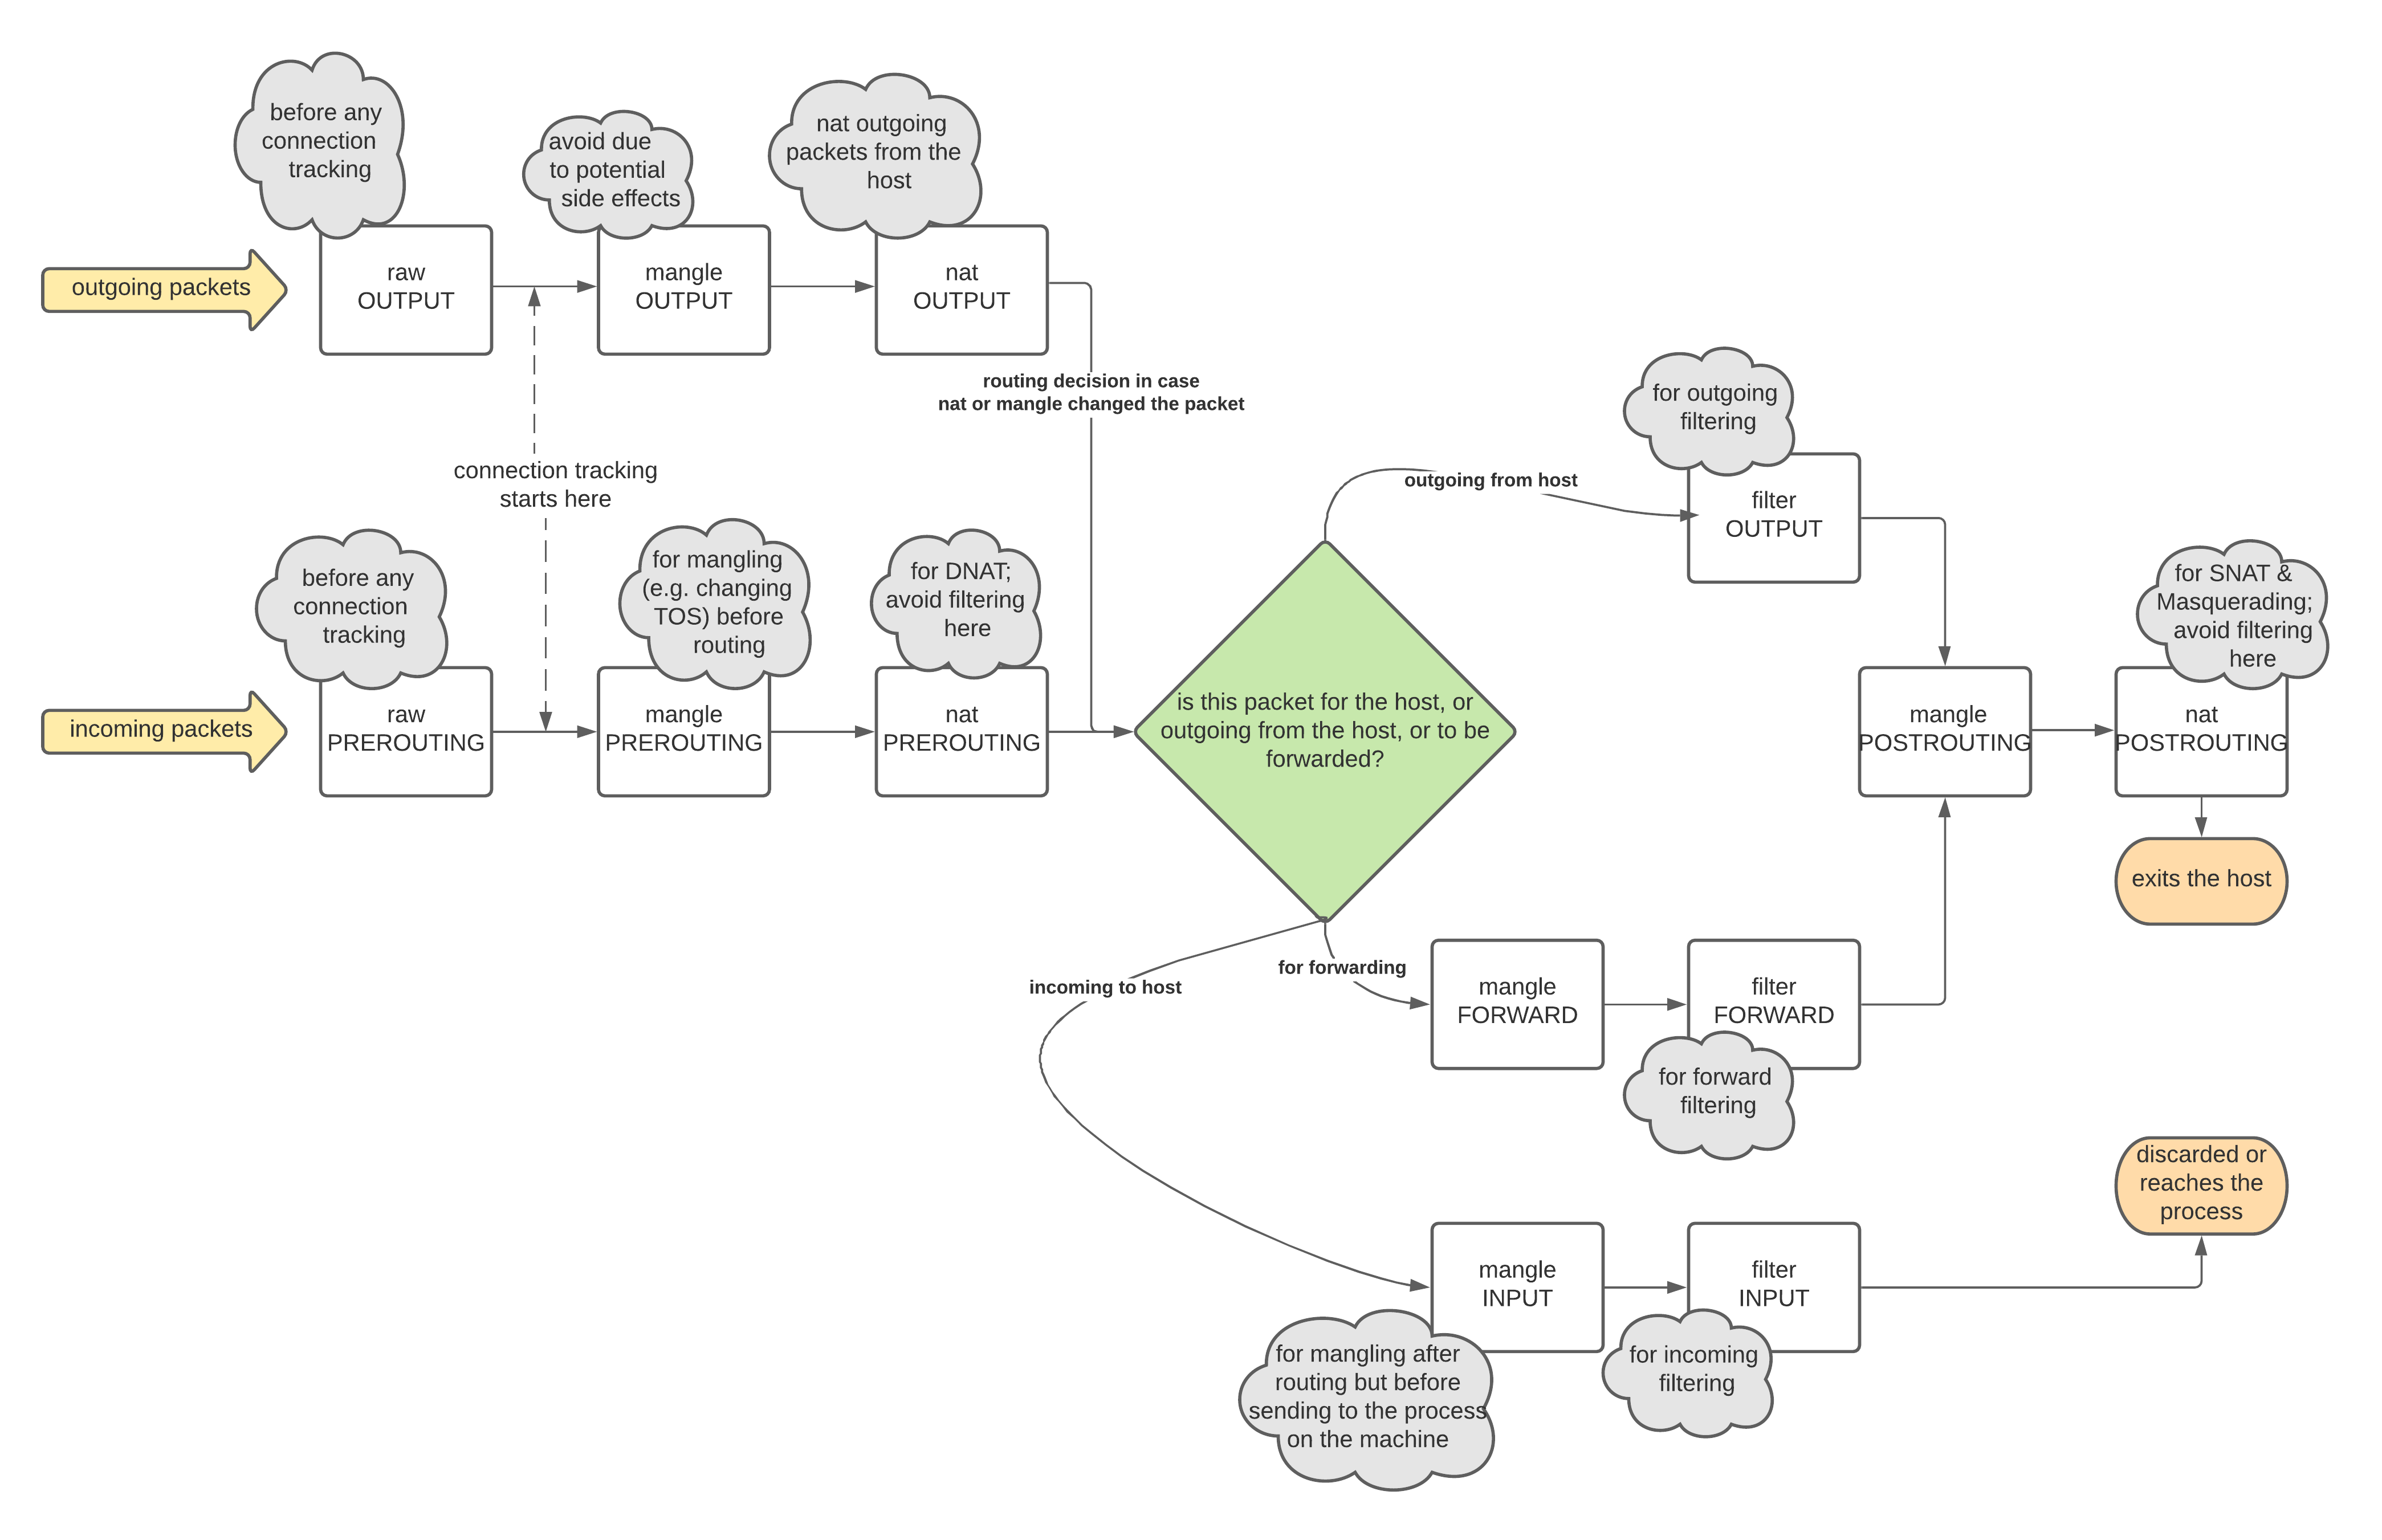 before any
connection
tracking
avoid due
to potential
side effects
nat outgoing
packets from the
host
outgoing packets
raw
OUTPUT
mangle
OUTPUT
nat
OUTPUT
routing decision in case
nat or mangle changed the packet
for outgoing
filtering
connection tracking
starts here
outgoing from host
filter
OUTPUT
before any
connection
tracking
for mangling
(e.g. changing
TOS) before
routing
for DNAT;
avoid filtering
here
for SNAT &
Masquerading;
avoid filtering
here
incoming packets
raw
PREROUTING
mangle
PREROUTING
nat
PREROUTING
is this packet for the host, or
outgoing from the host, or to be
forwarded?
mangle
POSTROUTING
nat
POSTROUTING
exits the host
for forwarding
incoming to host
mangle
FORWARD
filter
FORWARD
for forward
filtering
discarded or
reaches the
process
mangle
INPUT
filter
INPUT
for mangling after
routing but before
sending to the process
on the machine
for incoming
filtering